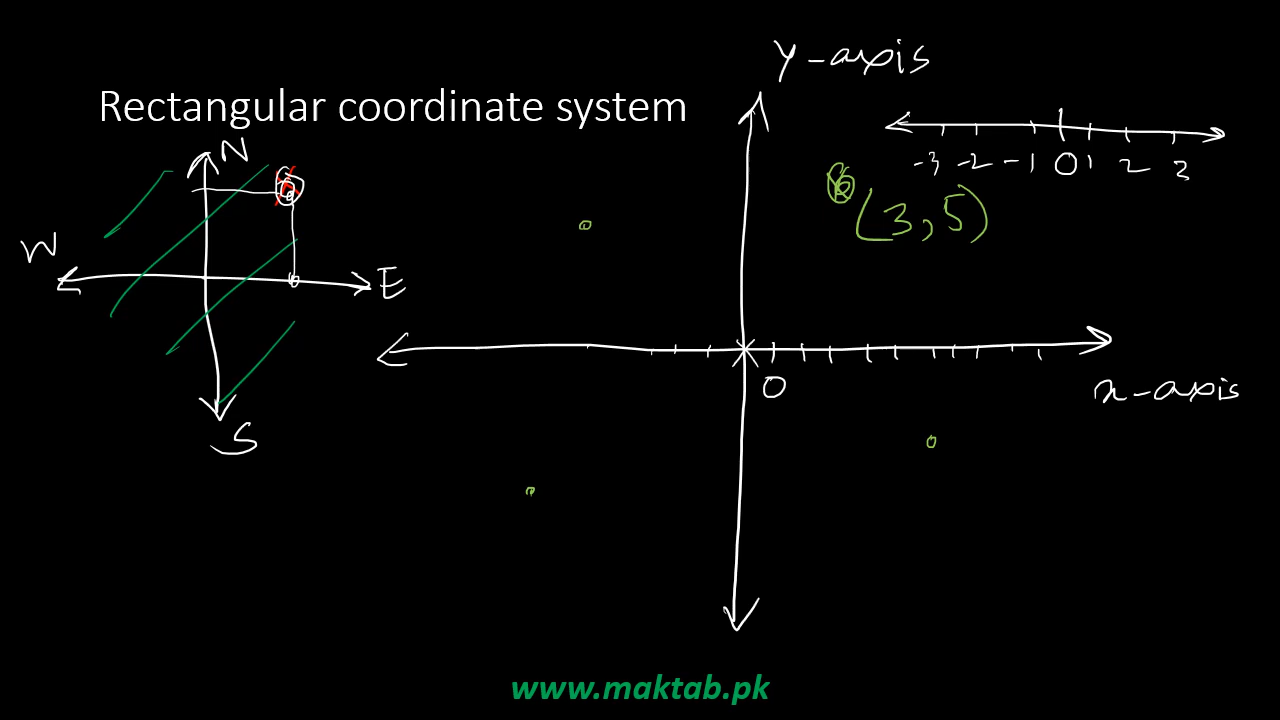 y-axis
Rectangular coordinate system
N
-3 -2 -1 0 1 2 3
(3,5)
W
E
0
x-axis
S
www.maktab.pk